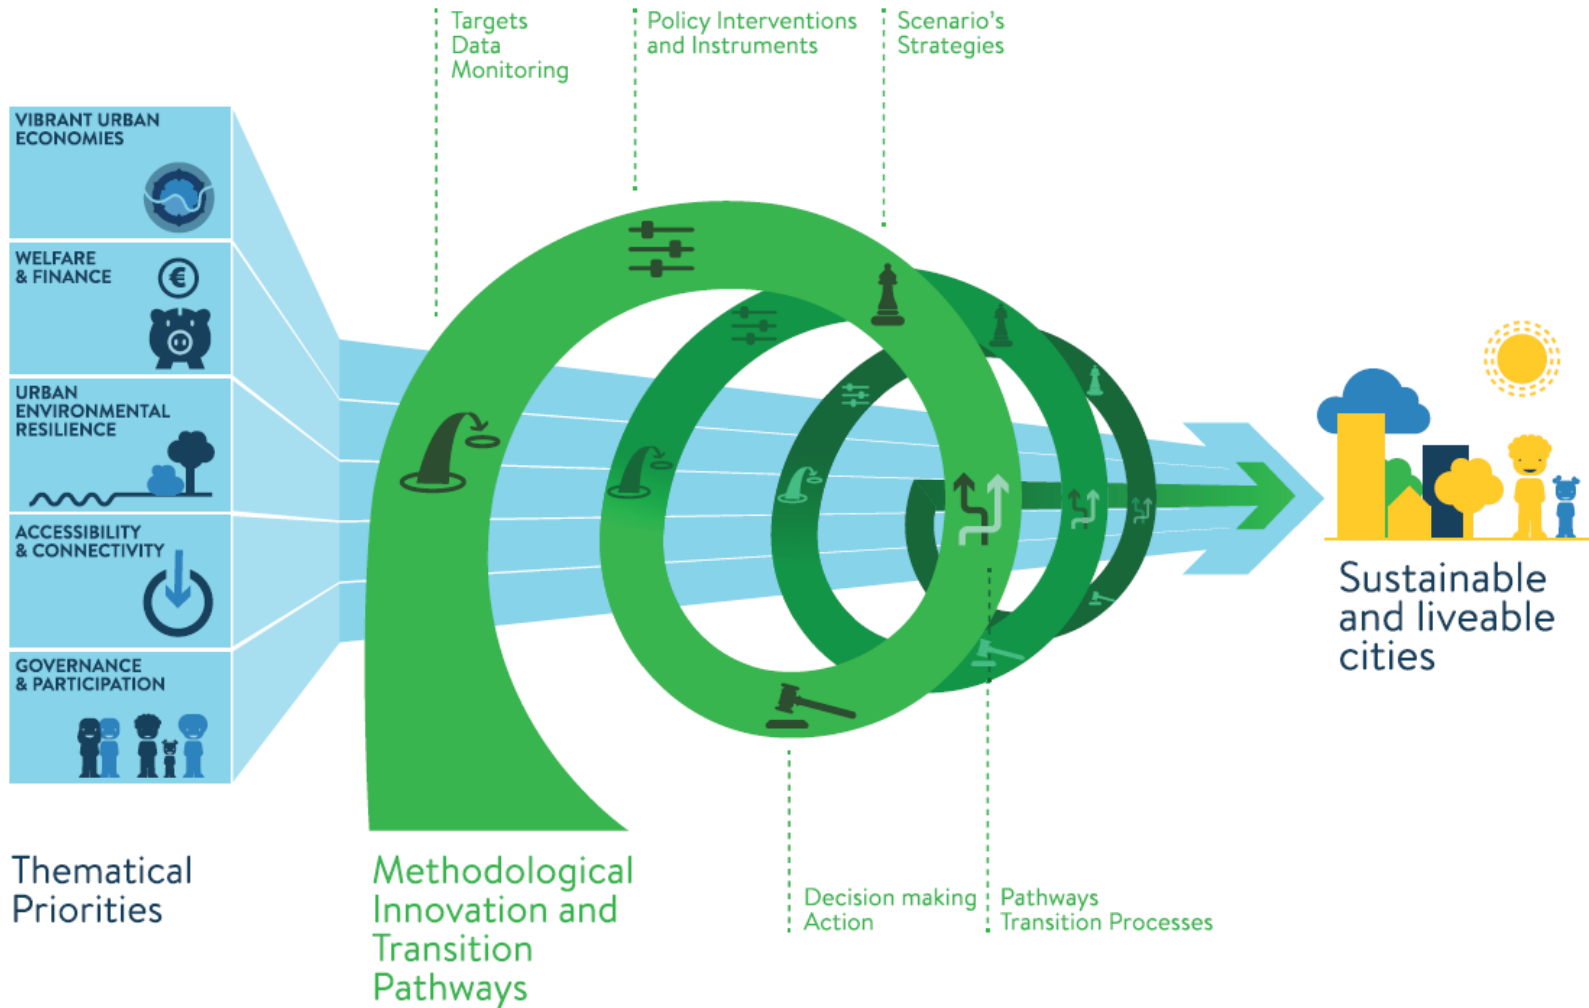 Targets
Data
Monitoring
Policy Interventions
and Instruments
Scenario's
Strategies
VIBRANT URBAN
ECONOMIES
WELFARE
& FINANCE
€
URBAN
ENVIRONMENTAL
RESILIENCE
ACCESSIBILITY
& CONNECTIVITY
GOVERNANCE
& PARTICIPATION
Sustainable
and liveable
cities
Thematical
Priorities
Methodological
Innovation and
Transition
Pathways
Decision making
Action
Pathways
Transition Processes